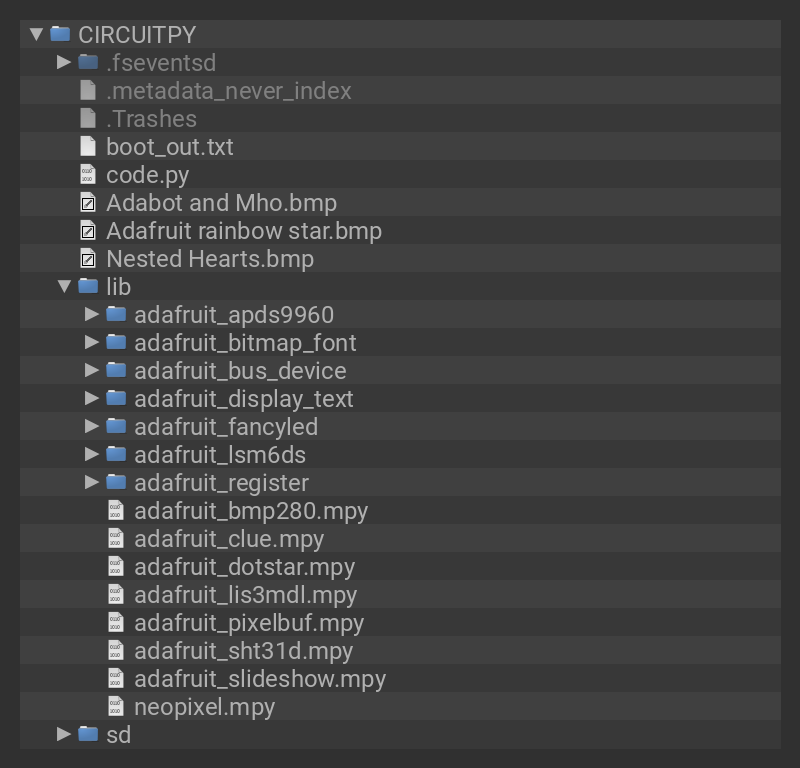 CIRCUITPY
.fseventsd
.metadata_never_index
.Trashes
boot_out.txt
code.py
Adabot and Mho.bmp
Adafruit rainbow star.bmp
Nested Hearts.bmp
lib
adafruit_apds9960
adafruit_bitmap_font
adafruit_bus_device
adafruit_display_text
adafruit_fancyled
adafruit_lsm6ds
adafruit_register
adafruit_bmp280.mpy
adafruit_clue.mpy
adafruit_dotstar.mpy
adafruit_lis3mdl.mpy
adafruit_pixelbuf.mpy
adafruit_sht31d.mpy
adafruit_slideshow.mpy
neopixel.mpy
sd